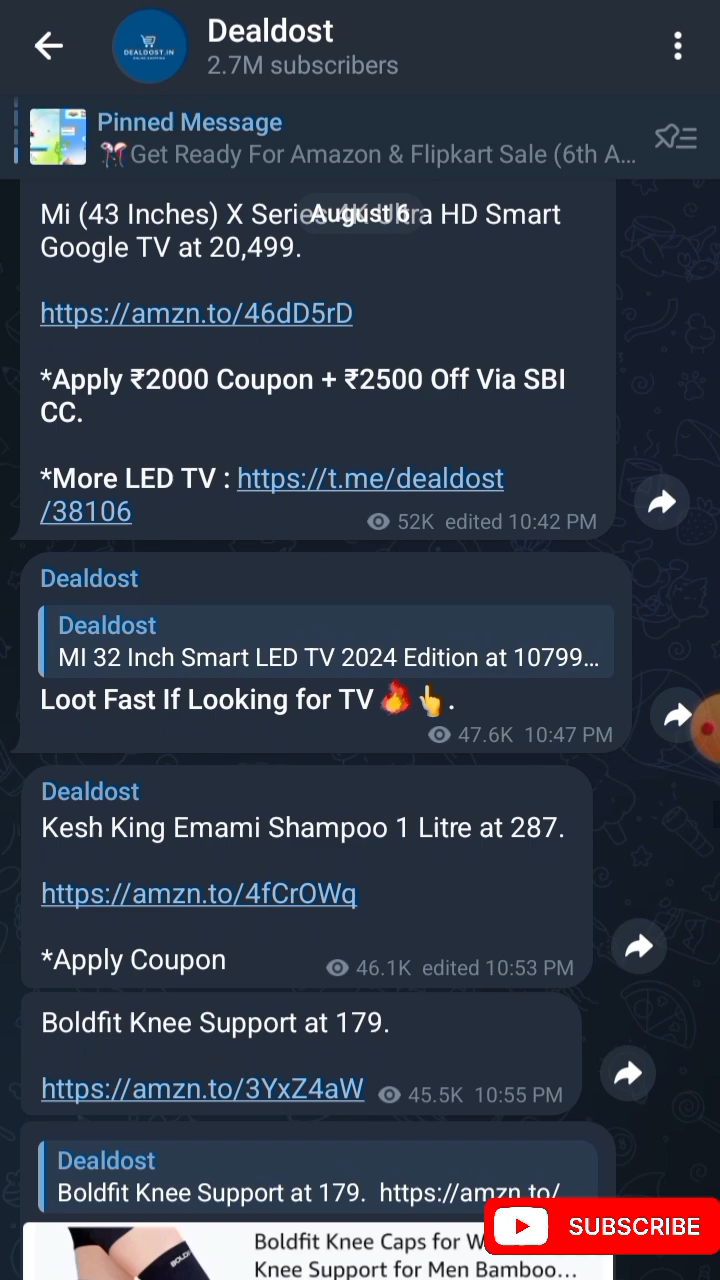 Dealdost
2.7M subscribers
DEALDOST.IN
Pinned Message
Get Ready For Amazon & Flipkart Sale (6th A...
August 6
Mi (43 Inches) X Series 4K Ultra HD Smart
Google TV at 20,499.
https://amzn.to/46dD5rD
*Apply ₹2000 Coupon + ₹2500 Off Via SBI
CC.
*More LED TV : https://t.me/dealdost
/38106
52K edited 10:42 PM
Dealdost
Dealdost
MI 32 Inch Smart LED TV 2024 Edition at 10799...
Loot Fast If Looking for TV🔥👆.
47.6K 10:47 PM
Dealdost
Kesh King Emami Shampoo 1 Litre at 287.
https://amzn.to/4fCrOWq
*Apply Coupon
46.1K edited 10:53 PM
Boldfit Knee Support at 179.
https://amzn.to/3YxZ4aW
45.5K 10:55 PM
Dealdost
Boldfit Knee Support at 179. https://amzn.to/
SUBSCRIBE
Boldfit Knee Caps for
Knee Support for Men Bamboo...